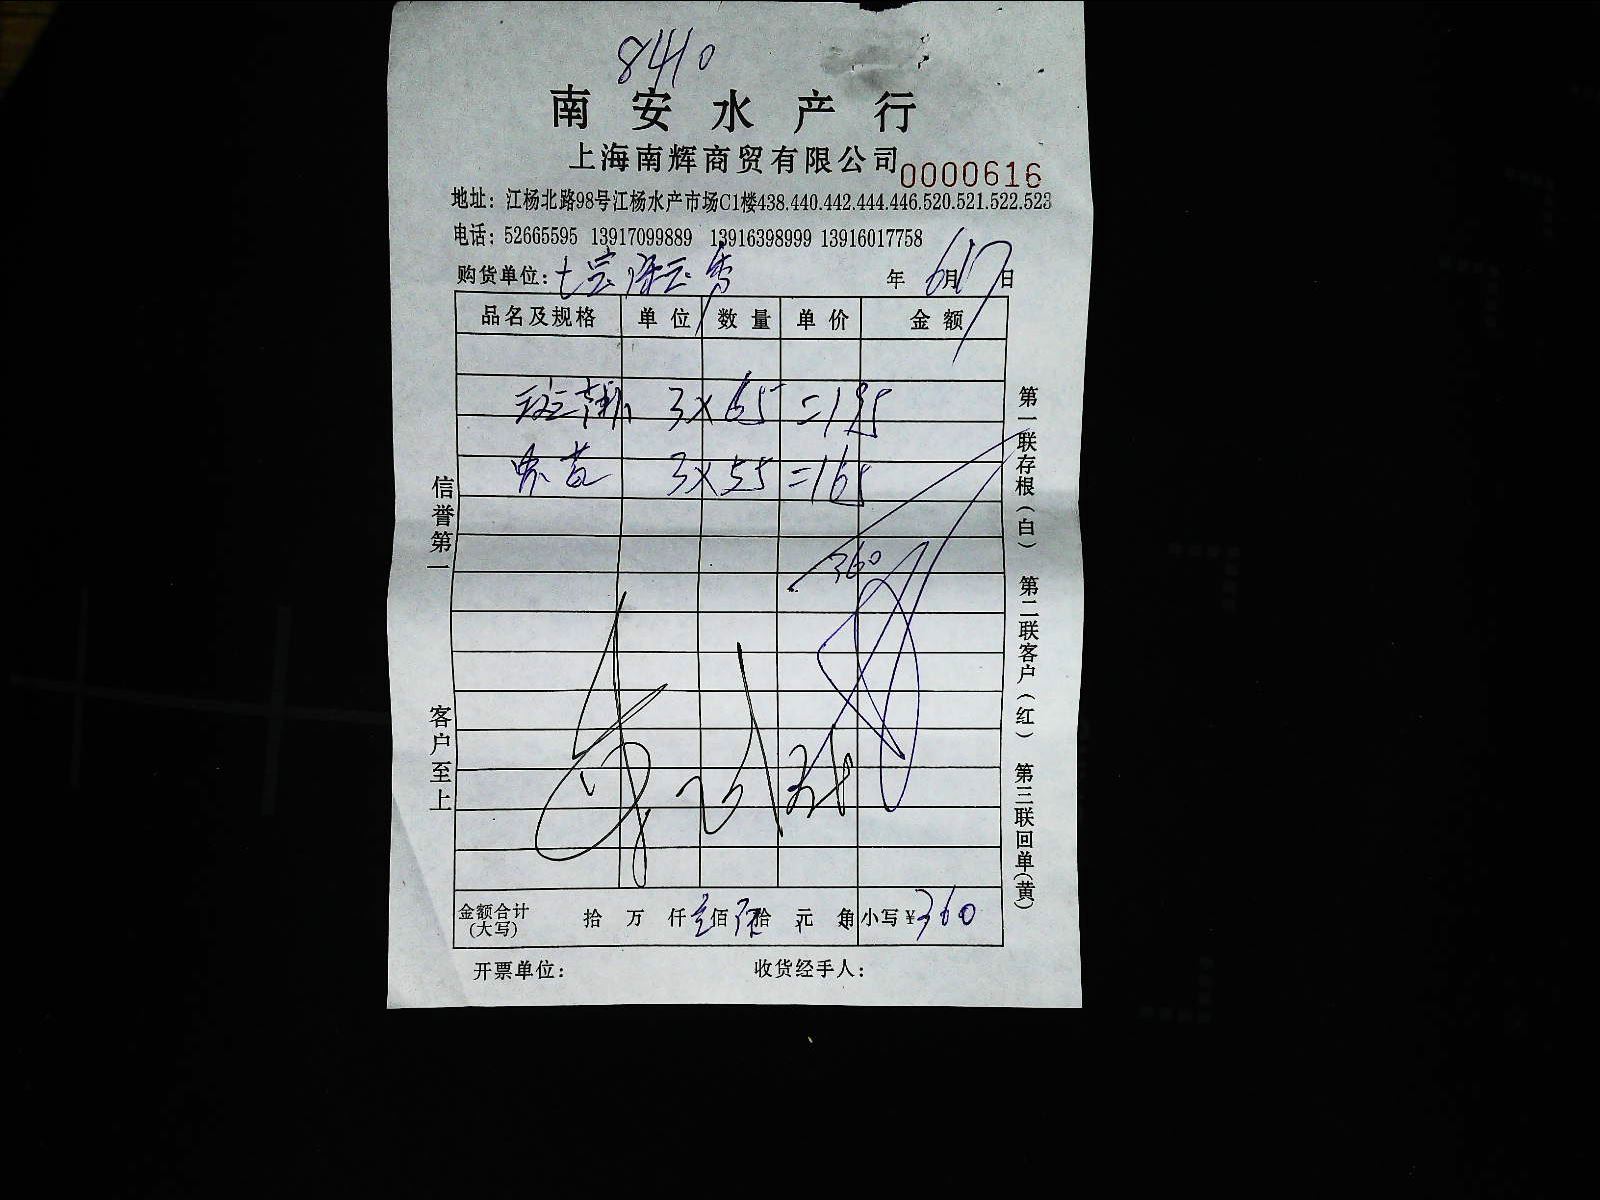 8410
南安水产行
上海南辉商贸有限公司 0000616
地址：江杨北路98号江杨水产市场C1楼438.440.442.444.446.520.521.522.523
电话：52665595 13917099889 13916398999 13916017758
购货单位：七宝 年 6月17日
品名及规格 单位 数量 单价 金额
3×65=195
3×55=165
360
信誉第一 客户至上
第一联存根（白） 第二联客户（红） 第三联回单（黄）
金额合计（大写） 拾 万 仟 佰 拾 元 角 小写￥360
开票单位： 收货经手人：